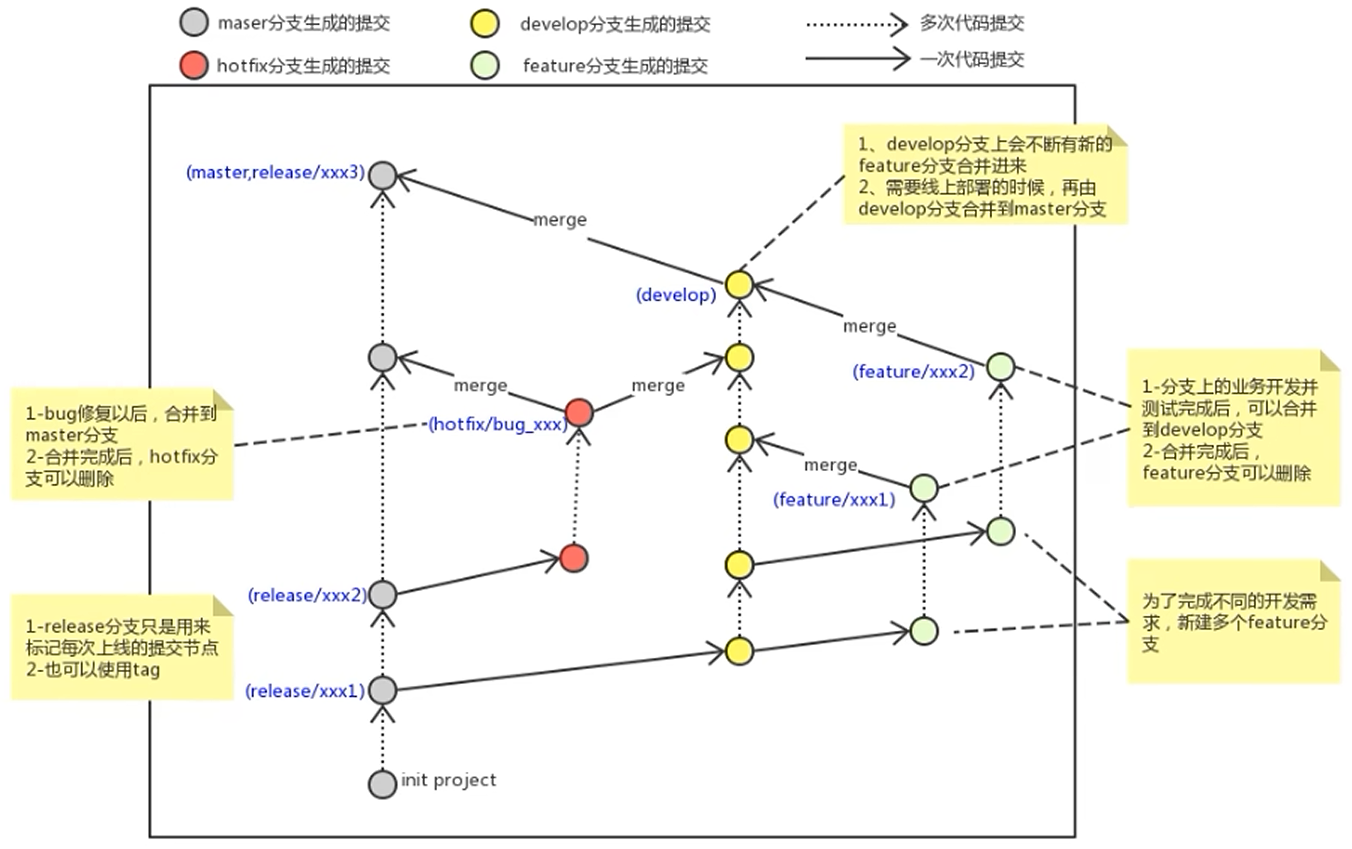 maser分支生成的提交
develop分支生成的提交
多次代码提交
hotfix分支生成的提交
feature分支生成的提交
一次代码提交
1、develop分支上会不断有新的
feature分支合并进来
2、需要线上部署的时候，再由
develop分支合并到master分支
(master,release/xxx3)
merge
(develop)
merge
(feature/xxx2)
merge
merge
1-分支上的业务开发并
测试完成后，可以合并
到develop分支
2-合并完成后，
feature分支可以删除
1-bug修复以后，合并到
master分支
2-合并完成后，hotfix分
支可以删除
(hotfix/bug_xxx)
merge
(feature/xxx1)
(release/xxx2)
1-release分支只是用来
标记每次上线的提交节点
2-也可以使用tag
为了完成不同的开发需
求，新建多个feature分
支
(release/xxx1)
init project